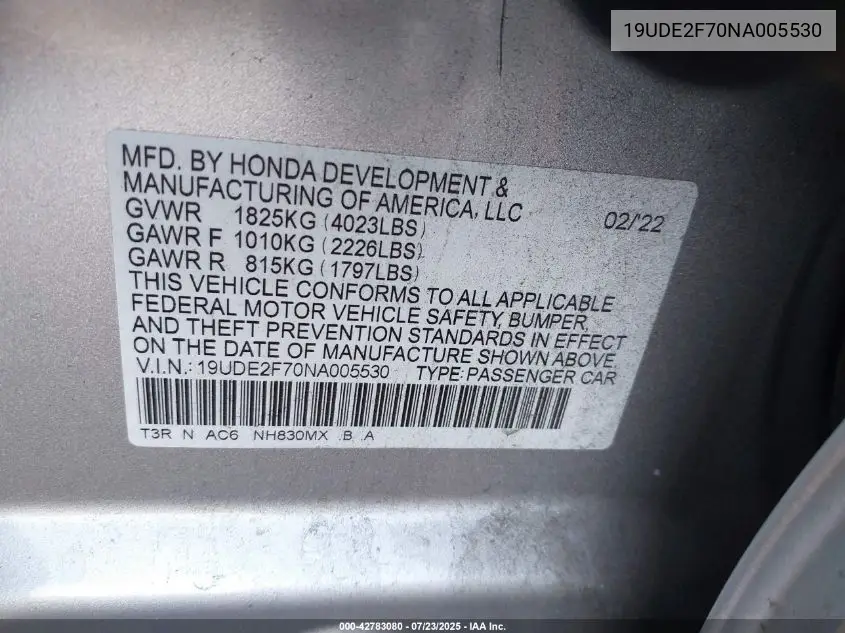 19UDE2F70NA005530
MFD. BY HONDA DEVELOPMENT &
MANUFACTURING OF AMERICA, LLC
02/'22
GVWR 1825KG (4023LBS)
GAWR F 1010KG (2226LBS)
GAWR R 815KG (1797LBS)
THIS VEHICLE CONFORMS TO ALL APPLICABLE
FEDERAL MOTOR VEHICLE SAFETY, BUMPER,
AND THEFT PREVENTION STANDARDS IN EFFECT
ON THE DATE OF MANUFACTURE SHOWN ABOVE.
V.I.N.: 19UDE2F70NA005530 TYPE: PASSENGER CAR
T3R N AC6 NH830MX B A
000-42783080 - 07/23/2025 - IAA Inc.